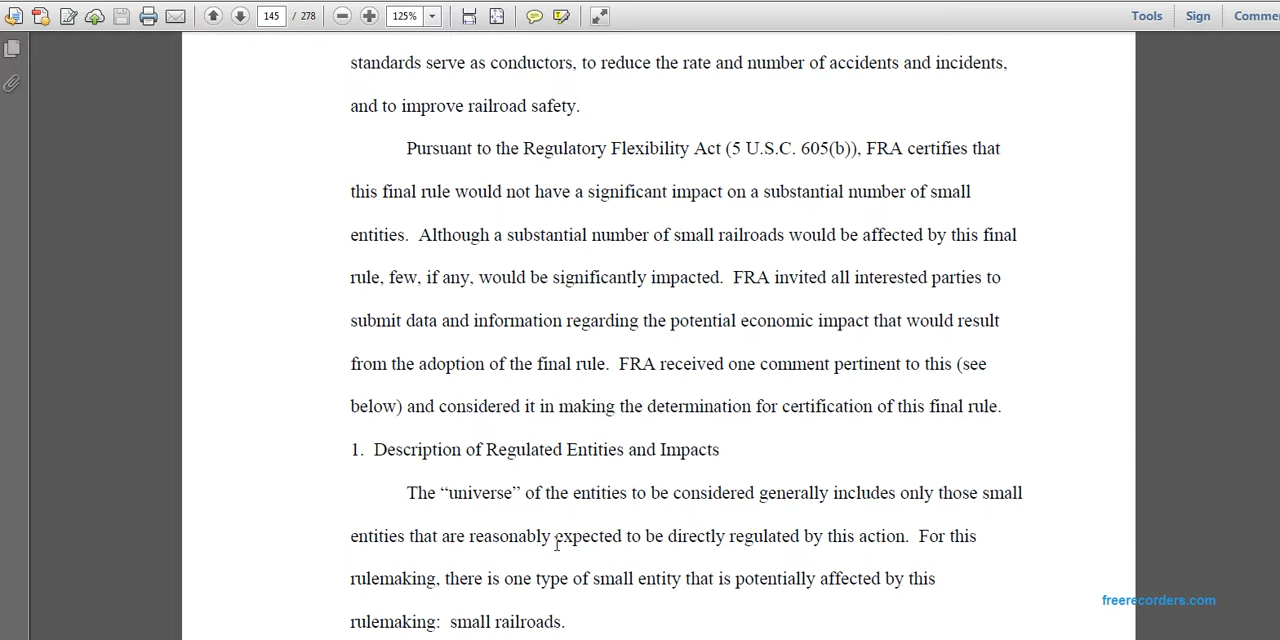 145 / 278 125% Tools Sign Comme
standards serve as conductors, to reduce the rate and number of accidents and incidents,
and to improve railroad safety.
Pursuant to the Regulatory Flexibility Act (5 U.S.C. 605(b)), FRA certifies that
this final rule would not have a significant impact on a substantial number of small
entities.  Although a substantial number of small railroads would be affected by this final
rule, few, if any, would be significantly impacted.  FRA invited all interested parties to
submit data and information regarding the potential economic impact that would result
from the adoption of the final rule.  FRA received one comment pertinent to this (see
below) and considered it in making the determination for certification of this final rule.
1.  Description of Regulated Entities and Impacts
The “universe” of the entities to be considered generally includes only those small
entities that are reasonably expected to be directly regulated by this action.  For this
rulemaking, there is one type of small entity that is potentially affected by this
rulemaking:  small railroads.
freerecorders.com